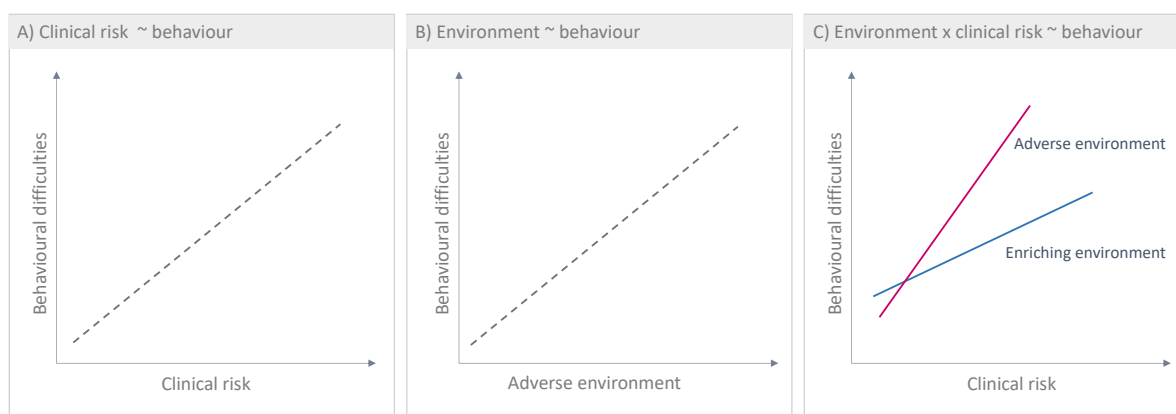 A) Clinical risk ~ behaviour
Behavioural difficulties
Clinical risk
B) Environment ~ behaviour
Behavioural difficulties
Adverse environment
C) Environment x clinical risk ~ behaviour
Behavioural difficulties
Adverse environment
Enriching environment
Clinical risk